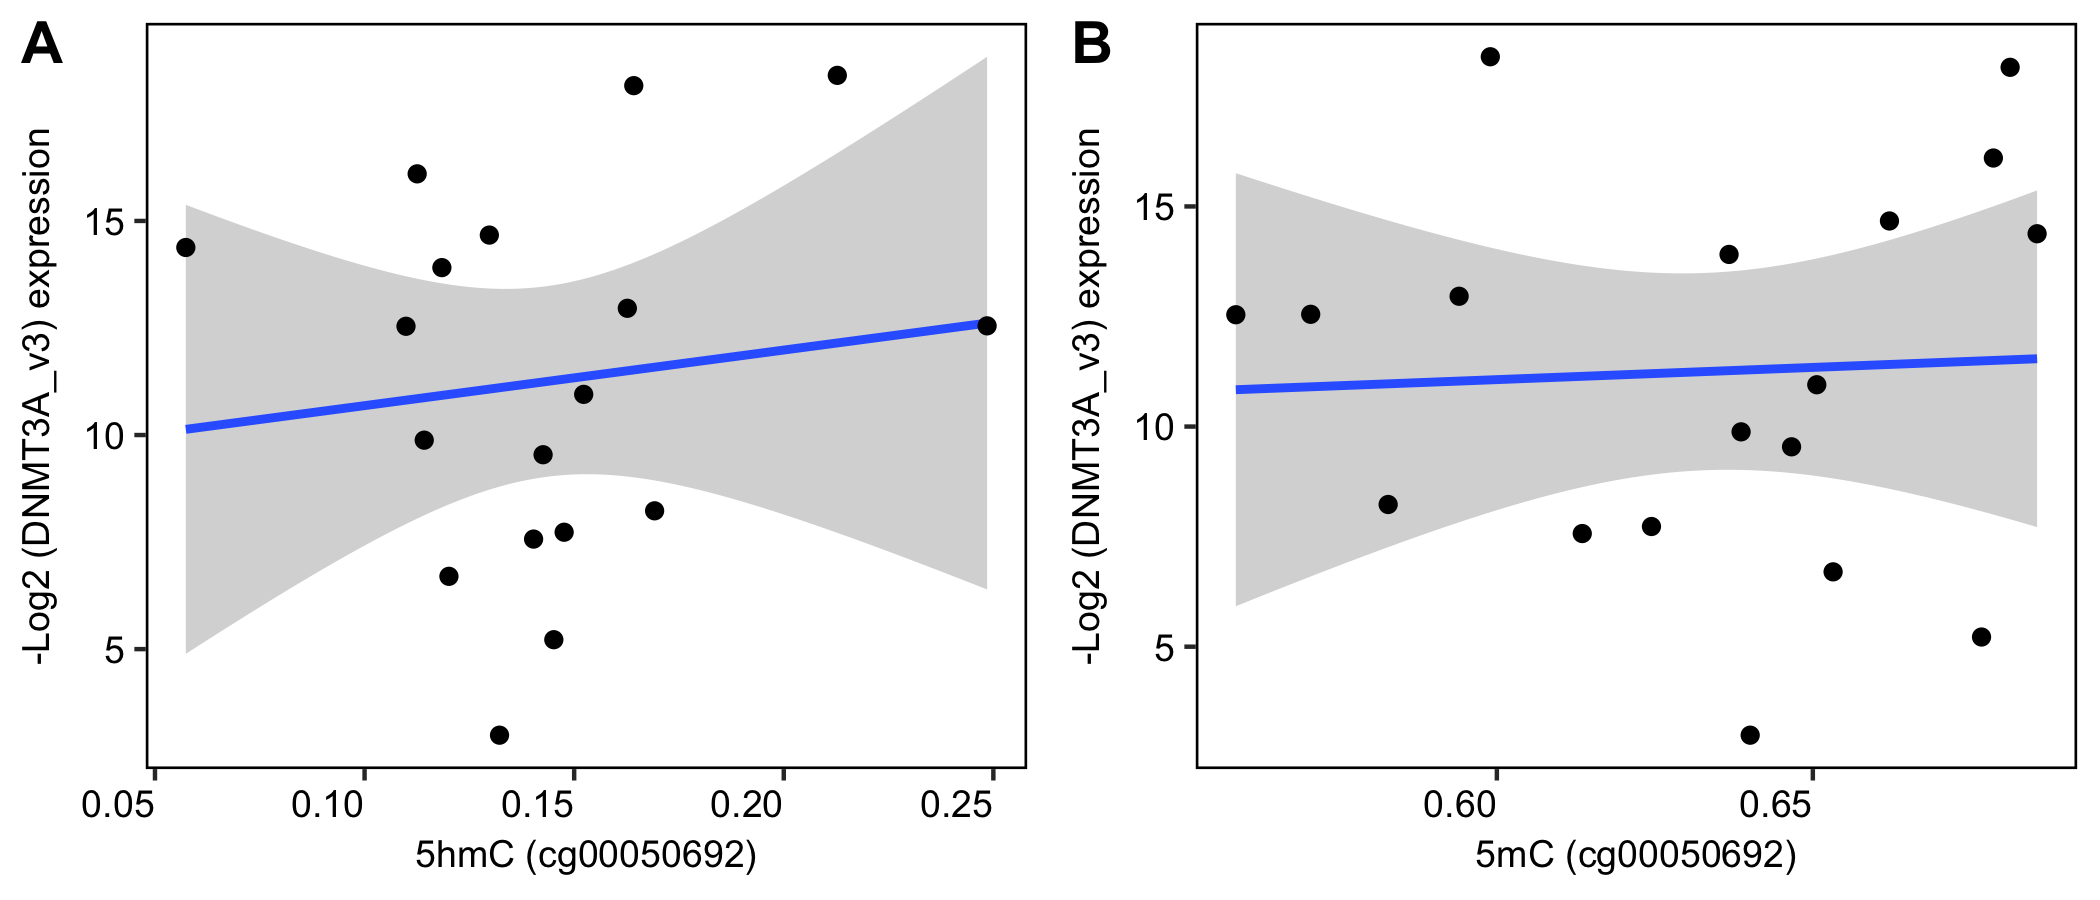 A
-Log2 (DNMT3A_v3) expression
15
10
5
0.05 0.10 0.15 0.20 0.25
5hmC (cg00050692)
B
-Log2 (DNMT3A_v3) expression
15
10
5
0.60 0.65
5mC (cg00050692)